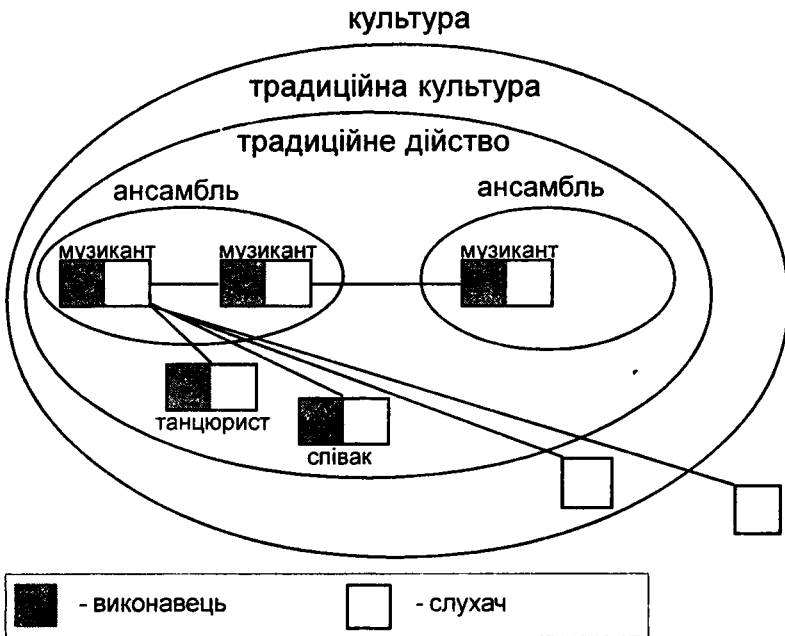 культура
традиційна культура
традиційне дійство
ансамбль
ансамбль
музикант
музикант
музикант
танцюрист
співак
- виконавець
- слухач